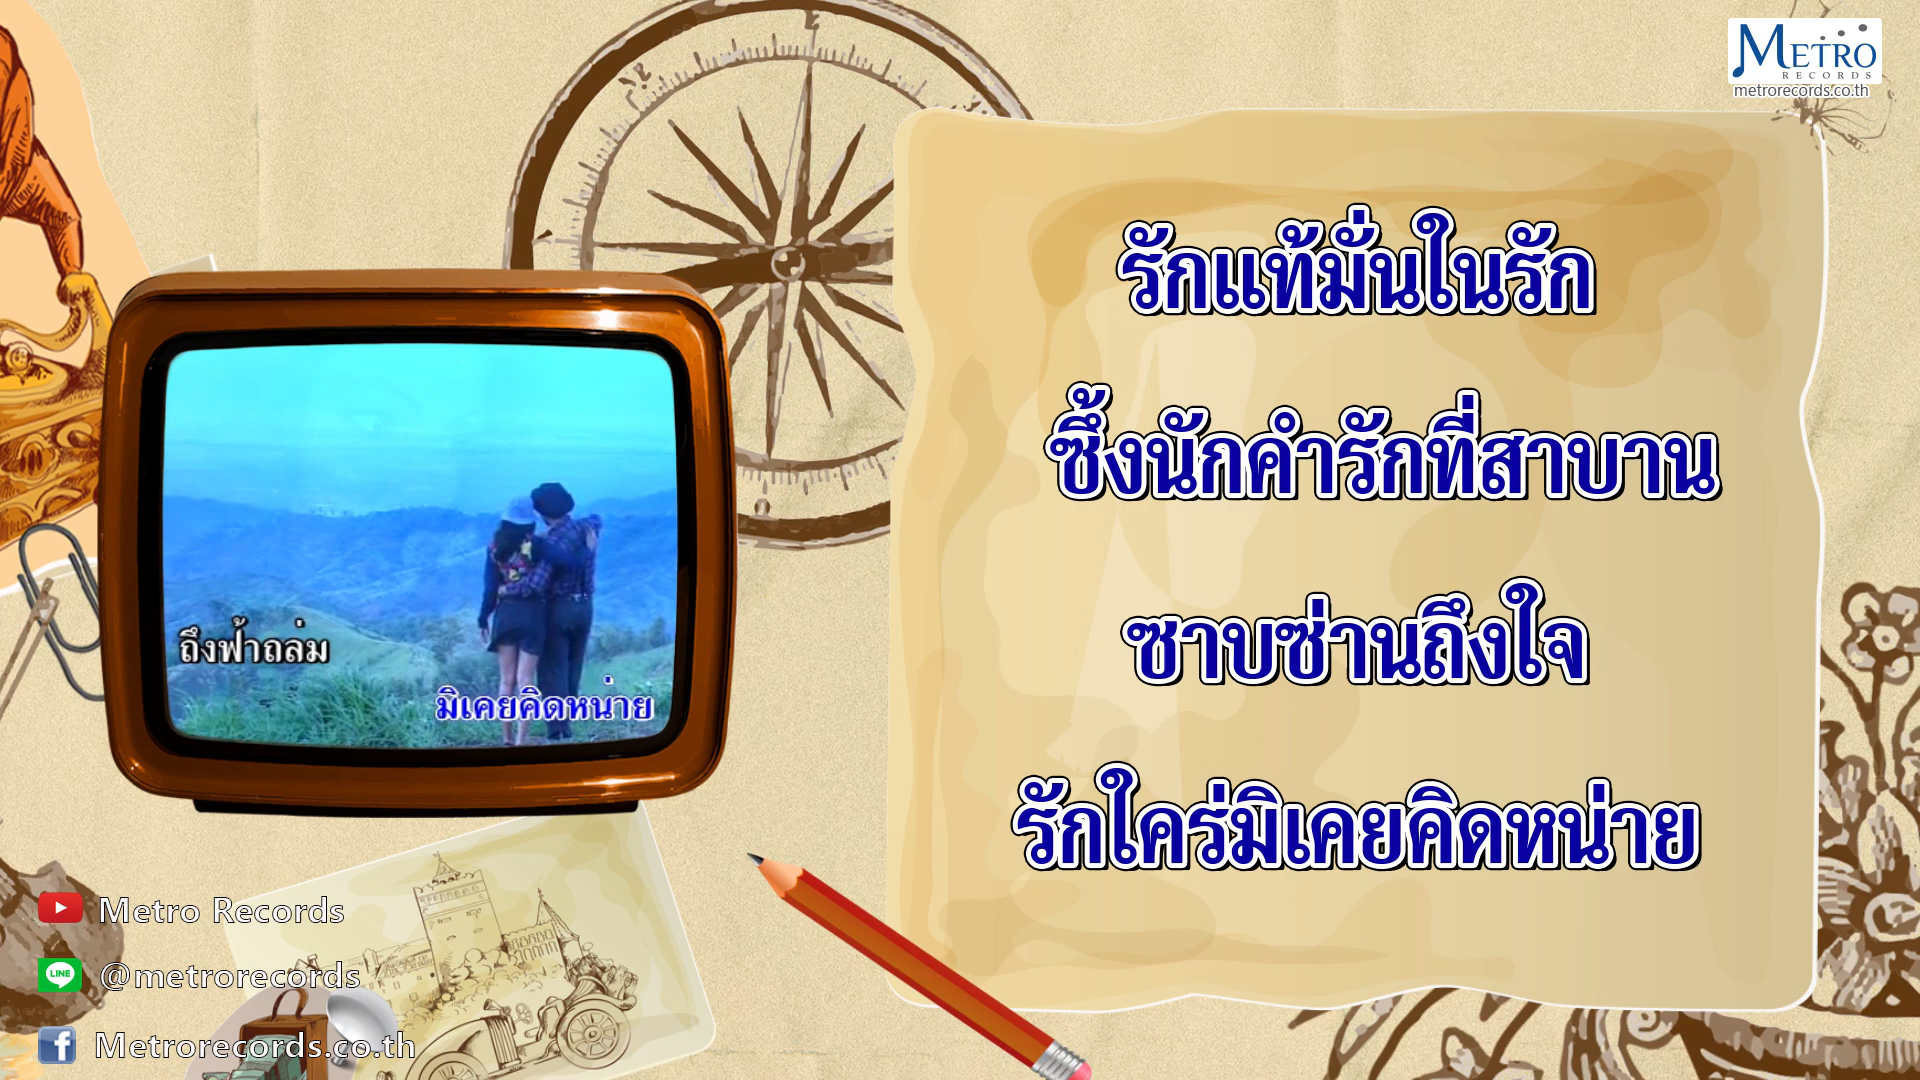 METRO
RECORDS
metrorecords.co.th
รักแท้มั่นในรัก
ซึ้งนักคำรักที่สาบาน
ซาบซ่านถึงใจ
รักใคร่มิเคยคิดหน่าย
ถึงฟ้าถล่ม
มิเคยคิดหน่าย
Metro Records
LINE
@metrorecords
Metrorecords.co.th